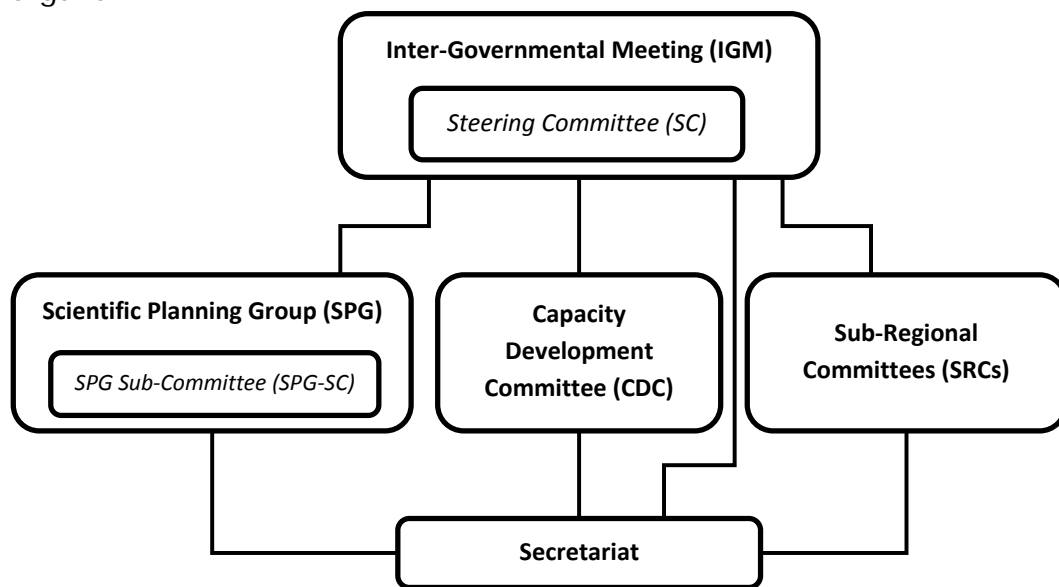 Inter-Governmental Meeting (IGM)
Steering Committee (SC)
Scientific Planning Group (SPG)
SPG Sub-Committee (SPG-SC)
Capacity
Development
Committee (CDC)
Sub-Regional
Committees (SRCs)
Secretariat